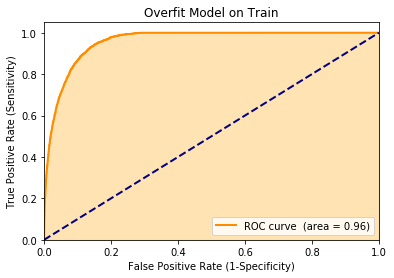 Overfit Model on Train
True Positive Rate (Sensitivity)
1.0
0.8
0.6
0.4
0.2
0.0
ROC curve (area = 0.96)
0.0 0.2 0.4 0.6 0.8 1.0
False Positive Rate (1-Specificity)